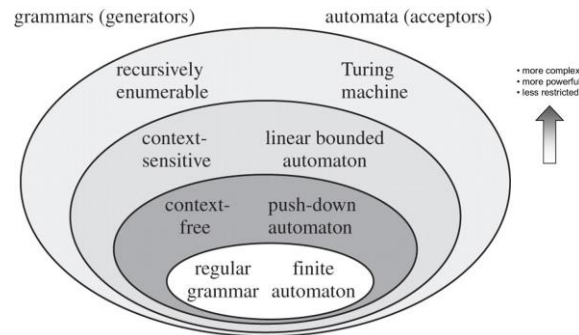 grammars (generators)
automata (acceptors)
recursively
enumerable
Turing
machine
• more complex
• more powerful
• less restricted
context-
sensitive
linear bounded
automaton
context-
free
push-down
automaton
regular
grammar
finite
automaton